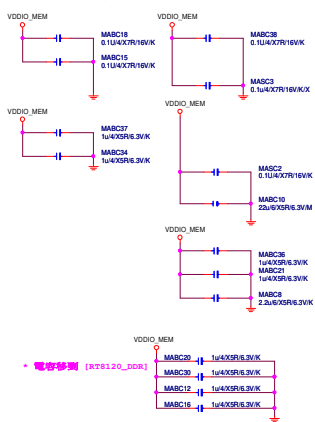 VDDIO_MEM
MABC18
0.1U/4/X7R/16V/K
MABC15
0.1U/4/X7R/16V/K
VDDIO_MEM
MABC38
0.1U/4/X7R/16V/K
MASC3
0.1u/4/X7R/16V/K/X
VDDIO_MEM
MABC37
1u/4/X5R/6.3V/K
MABC34
1u/4/X5R/6.3V/K
VDDIO_MEM
MASC2
0.1U/4/X7R/16V/K
MABC10
22u/6/X5R/6.3V/M
VDDIO_MEM
MABC36
1u/4/X5R/6.3V/K
MABC21
1u/4/X5R/6.3V/K
MABC8
2.2u/6/X5R/6.3V/K
VDDIO_MEM
MABC20 1u/4/X5R/6.3V/K
* 電容移到 [RT8120_DDR]
MABC30 1u/4/X5R/6.3V/K
MABC12 1u/4/X5R/6.3V/K
MABC16 1u/4/X5R/6.3V/K